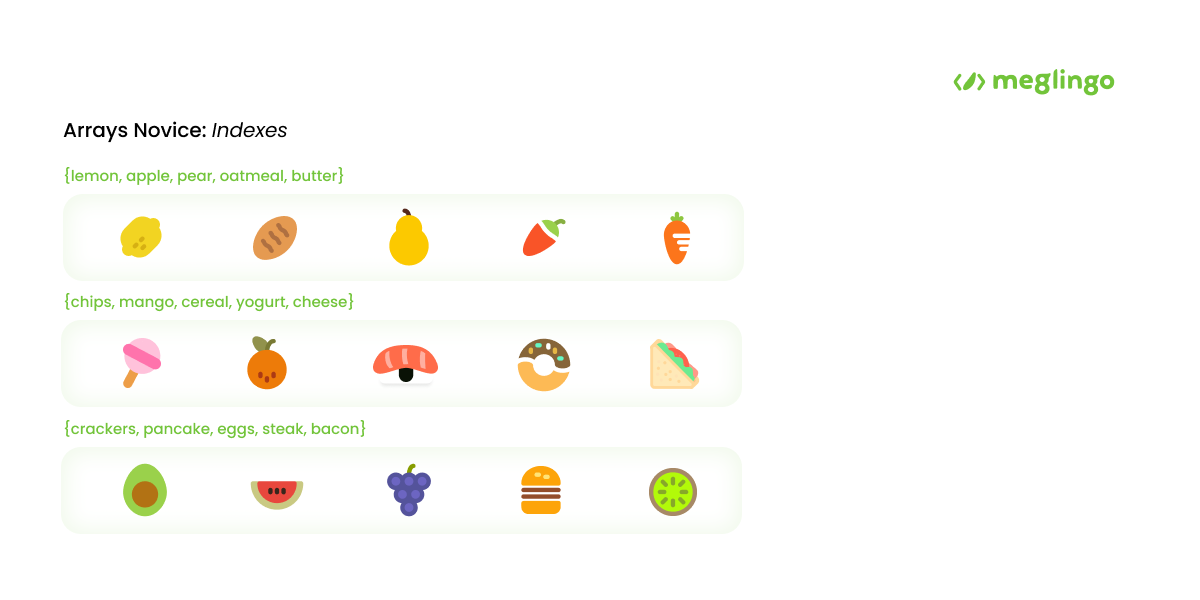 meglingo
Arrays Novice: Indexes
{lemon, apple, pear, oatmeal, butter}
{chips, mango, cereal, yogurt, cheese}
{crackers, pancake, eggs, steak, bacon}